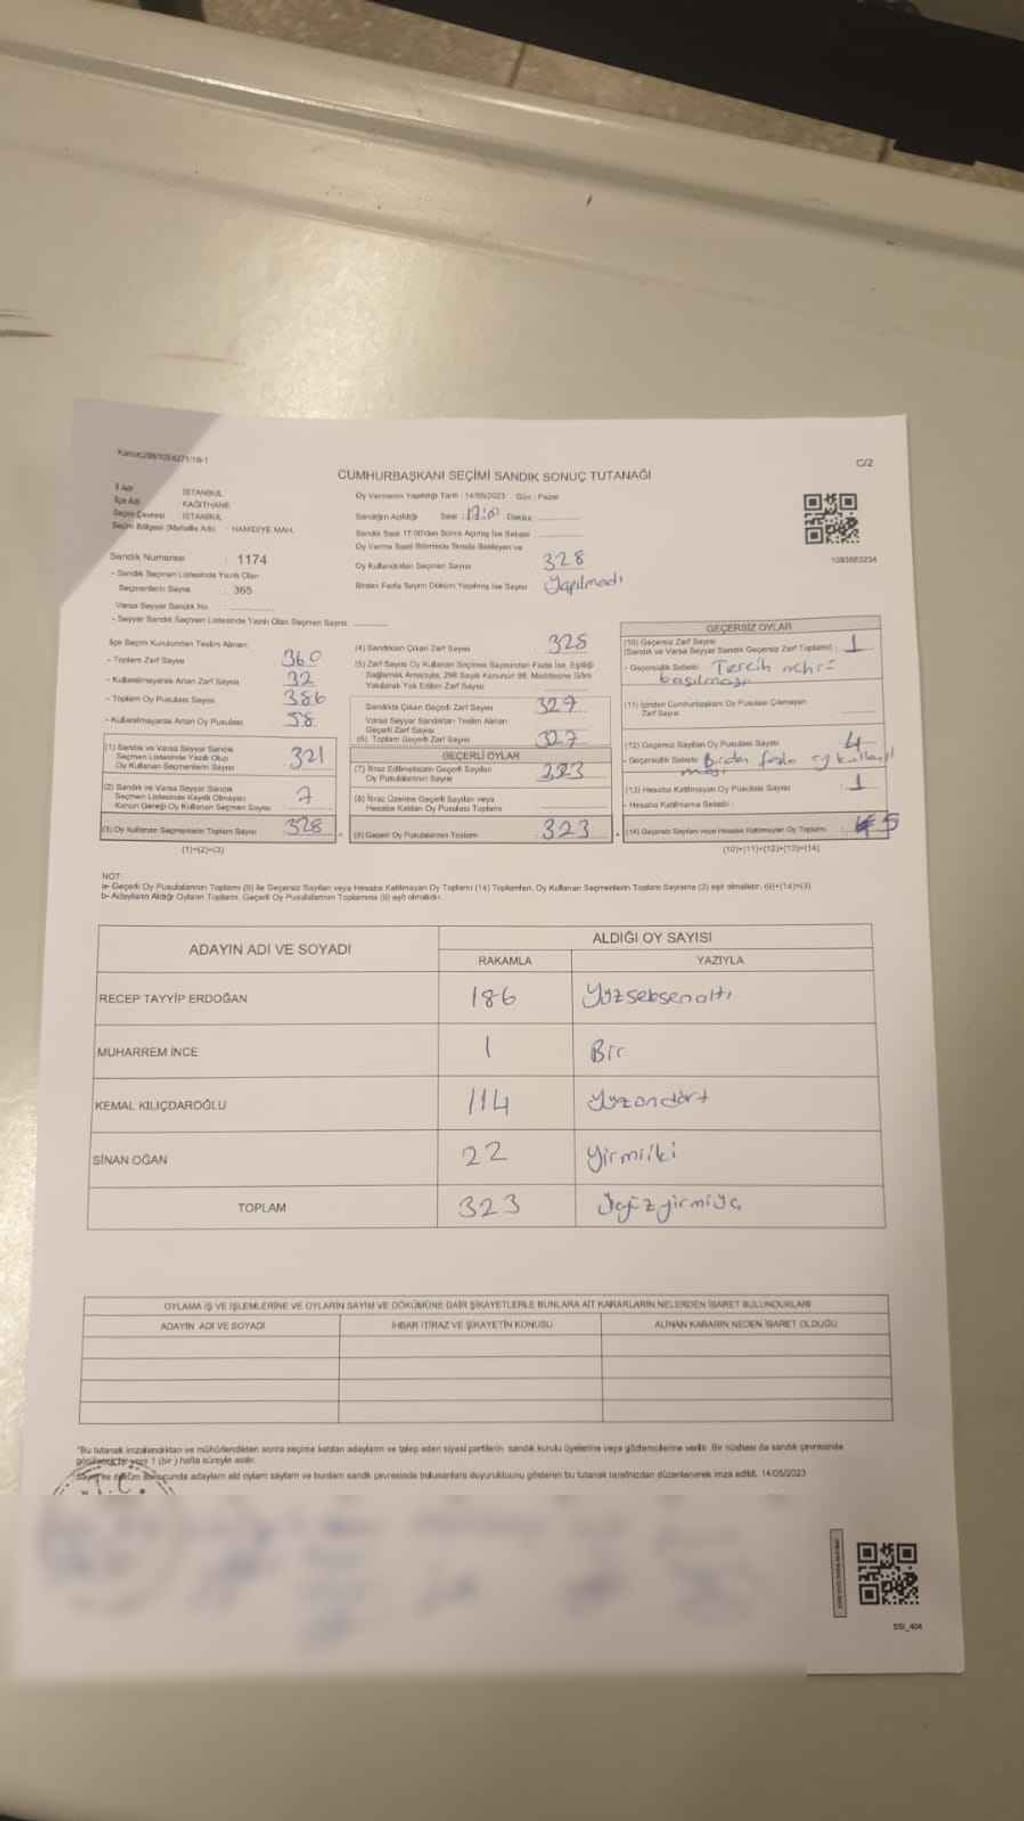 C/2
CUMHURBAŞKANI SEÇİMİ SANDIK SONUÇ TUTANAĞI
İl Adı : İSTANBUL
İlçe Adı : KAĞITHANE
Seçim Çevresi : İSTANBUL
Seçim Bölgesi (Mahalle Adı) : HAMİDİYE MAH.
Sandık Numarası : 1174
- Sandık Seçmen Listesinde Yazılı Olan
Seçmenlerin Sayısı : 365
Varsa Seyyar Sandık No
- Seyyar Sandık Seçmen Listesinde Yazılı Olan Seçmen Sayısı
Oy Vermenin Yapıldığı Tarih : 14/05/2023 Gün : Pazar
Sandığın Açıldığı Saat : 17:00 Dakika:
Sandık Saat 17:00'dan Sonra Açılmış İse Sebebi
Oy Verme Saati Bitiminde Sırada Bekleyen ve
Oy Kullandırılan Seçmen Sayısı 328
Birden Fazla Sayım Döküm Yapılmış İse Sayısı Yapılmadı
İlçe Seçim Kurulundan Teslim Alınan
- Toplam Zarf Sayısı 360
- Kullanılmayarak Artan Zarf Sayısı 32
- Toplam Oy Pusulası Sayısı 386
- Kullanılmayarak Artan Oy Pusulası 58
(1) Sandık ve Varsa Seyyar Sandık
Seçmen Listesinde Yazılı Olup
Oy Kullanan Seçmenlerin Sayısı 321
(2) Sandık ve Varsa Seyyar Sandık
Seçmen Listesinde Kayıtlı Olmayıp
Kanun Gereği Oy Kullanan Seçmen Sayısı 7
(3) Oy Kullanan Seçmenlerin Toplam Sayısı 328
(1)+(2)=(3)
(4) Sandıktan Çıkan Zarf Sayısı 328
(5) Zarf Sayısı Oy Kullanan Seçmen Sayısından Fazla İse, Eşitliği
Sağlamak Amacıyla, 298 Sayılı Kanunun 98. Maddesine Göre
Yakılarak Yok Edilen Zarf Sayısı
Sandıkta Çıkan Geçerli Zarf Sayısı 327
Varsa Seyyar Sandıktan Teslim Alınan
Geçerli Zarf Sayısı
(6) Toplam Geçerli Zarf Sayısı 327
GEÇERLİ OYLAR
(7) İtiraz Edilmeksizin Geçerli Sayılan
Oy Pusulalarının Sayısı 323
(8) İtiraz Üzerine Geçerli Sayılan veya
Hesaba Katılan Oy Pusulası Toplamı
(9) Geçerli Oy Pusulalarının Toplamı 323
GEÇERSİZ OYLAR
(10) Geçersiz Zarf Sayısı
(Sandık ve Varsa Seyyar Sandık Geçersiz Zarf Toplamı) 1
- Geçersizlik Sebebi: Tercih mührü
basılması
(11) İçinden Cumhurbaşkanı Oy Pusulası Çıkmayan
Zarf Sayısı
(12) Geçersiz Sayılan Oy Pusulası Sayısı 4
- Geçersizlik Sebebi: Birden fazla oy kullanıl
ması
(13) Hesaba Katılmayan Oy Pusulası Sayısı 1
- Hesaba Katılmama Sebebi :
(14) Geçersiz Sayılan veya Hesaba Katılmayan Oy Toplamı 5
(10)+(11)+(12)+(13)=(14)
NOT:
a- Geçerli Oy Pusulalarının Toplamı (9) ile Geçersiz Sayılan veya Hesaba Katılmayan Oy Toplamı (14) Toplamları, Oy Kullanan Seçmenlerin Toplam Sayısına (3) eşit olmalıdır. (9)+(14)=(3)
b- Adayların Aldığı Oyların Toplamı, Geçerli Oy Pusulalarının Toplamına (9) eşit olmalıdır.
ADAYIN ADI VE SOYADI
ALDIĞI OY SAYISI
RAKAMLA YAZIYLA
RECEP TAYYİP ERDOĞAN 186 Yüzseksenaltı
MUHARREM İNCE 1 Bir
KEMAL KILIÇDAROĞLU 114 Yüzondört
SİNAN OĞAN 22 Yirmiiki
TOPLAM 323 Üçyüzyirmiüç
OYLAMA İŞ VE İŞLEMLERİNE VE OYLARIN SAYIM VE DÖKÜMÜNE DAİR ŞİKAYETLERLE BUNLARA AİT KARARLARIN NELERDEN İBARET BULUNDUKLARI
ADAYIN ADI VE SOYADI İHBAR İTİRAZ VE ŞİKAYETİN KONUSU ALINAN KARARIN NEDEN İBARET OLDUĞU
*Bu tutanak imzalandıktan ve mühürlendikten sonra seçime katılan adayların ve talep eden siyasi partilerin sandık kurulu üyelerine veya gözlemcilerine verilir. Bir nüshası da sandık çevresinde
1 (bir) hafta süreyle asılır.
sonucunda adayların aldığı oyların sayılarını ve bunların sandık çevresinde bulunanlara duyurulduğunu gösteren bu tutanak tarafımızdan düzenlenerek imza edildi. 14/05/2023
T.C.
SSI_404